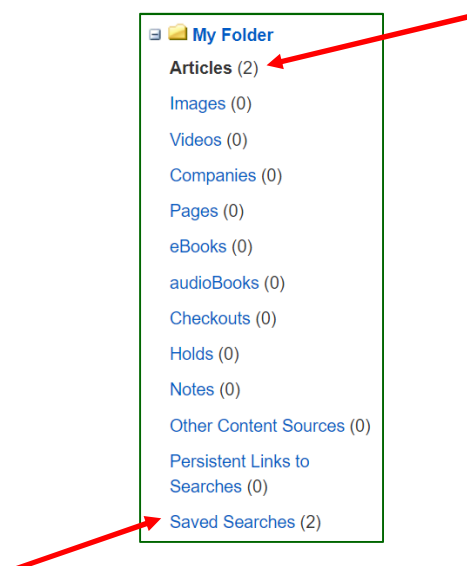 My Folder
Articles (2)
Images (0)
Videos (0)
Companies (0)
Pages (0)
eBooks (0)
audioBooks (0)
Checkouts (0)
Holds (0)
Notes (0)
Other Content Sources (0)
Persistent Links to
Searches (0)
Saved Searches (2)